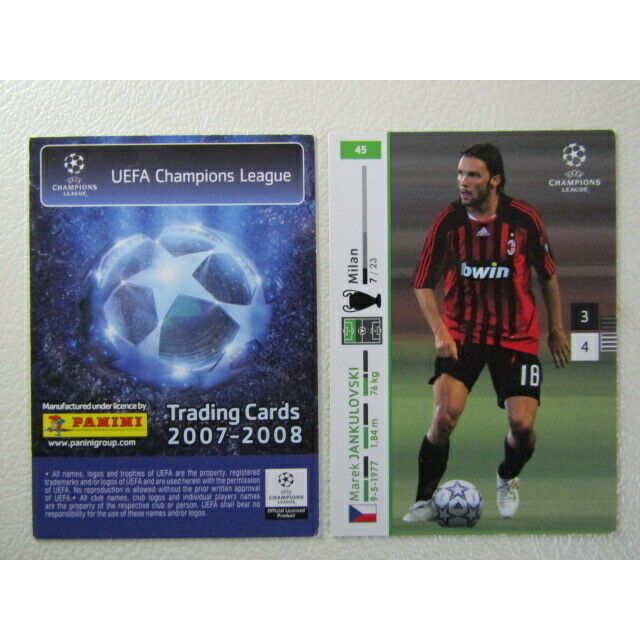 UEFA Champions League
CHAMPIONS
LEAGUE
Manufactured under licence by
PANINI
www.paninigroup.com
Trading Cards
2007-2008
• All names, logos and trophies of UEFA are the property, registered
trademarks and/or logos of UEFA and are used herein with the permission
of UEFA. No reproduction is allowed without the prior written approval
of UEFA. • All club names, club logos and individual players names
are the property of the respective club or person. UEFA shall bear no
responsibility for the use of these names and/or logos.
CHAMPIONS
LEAGUE
Official Licensed
Product
45
Milan
7 / 23
Marek JANKULOVSKI
9-5-1977
1.84 m
76 kg
CHAMPIONS
LEAGUE
adidas
bwin
18
3
4